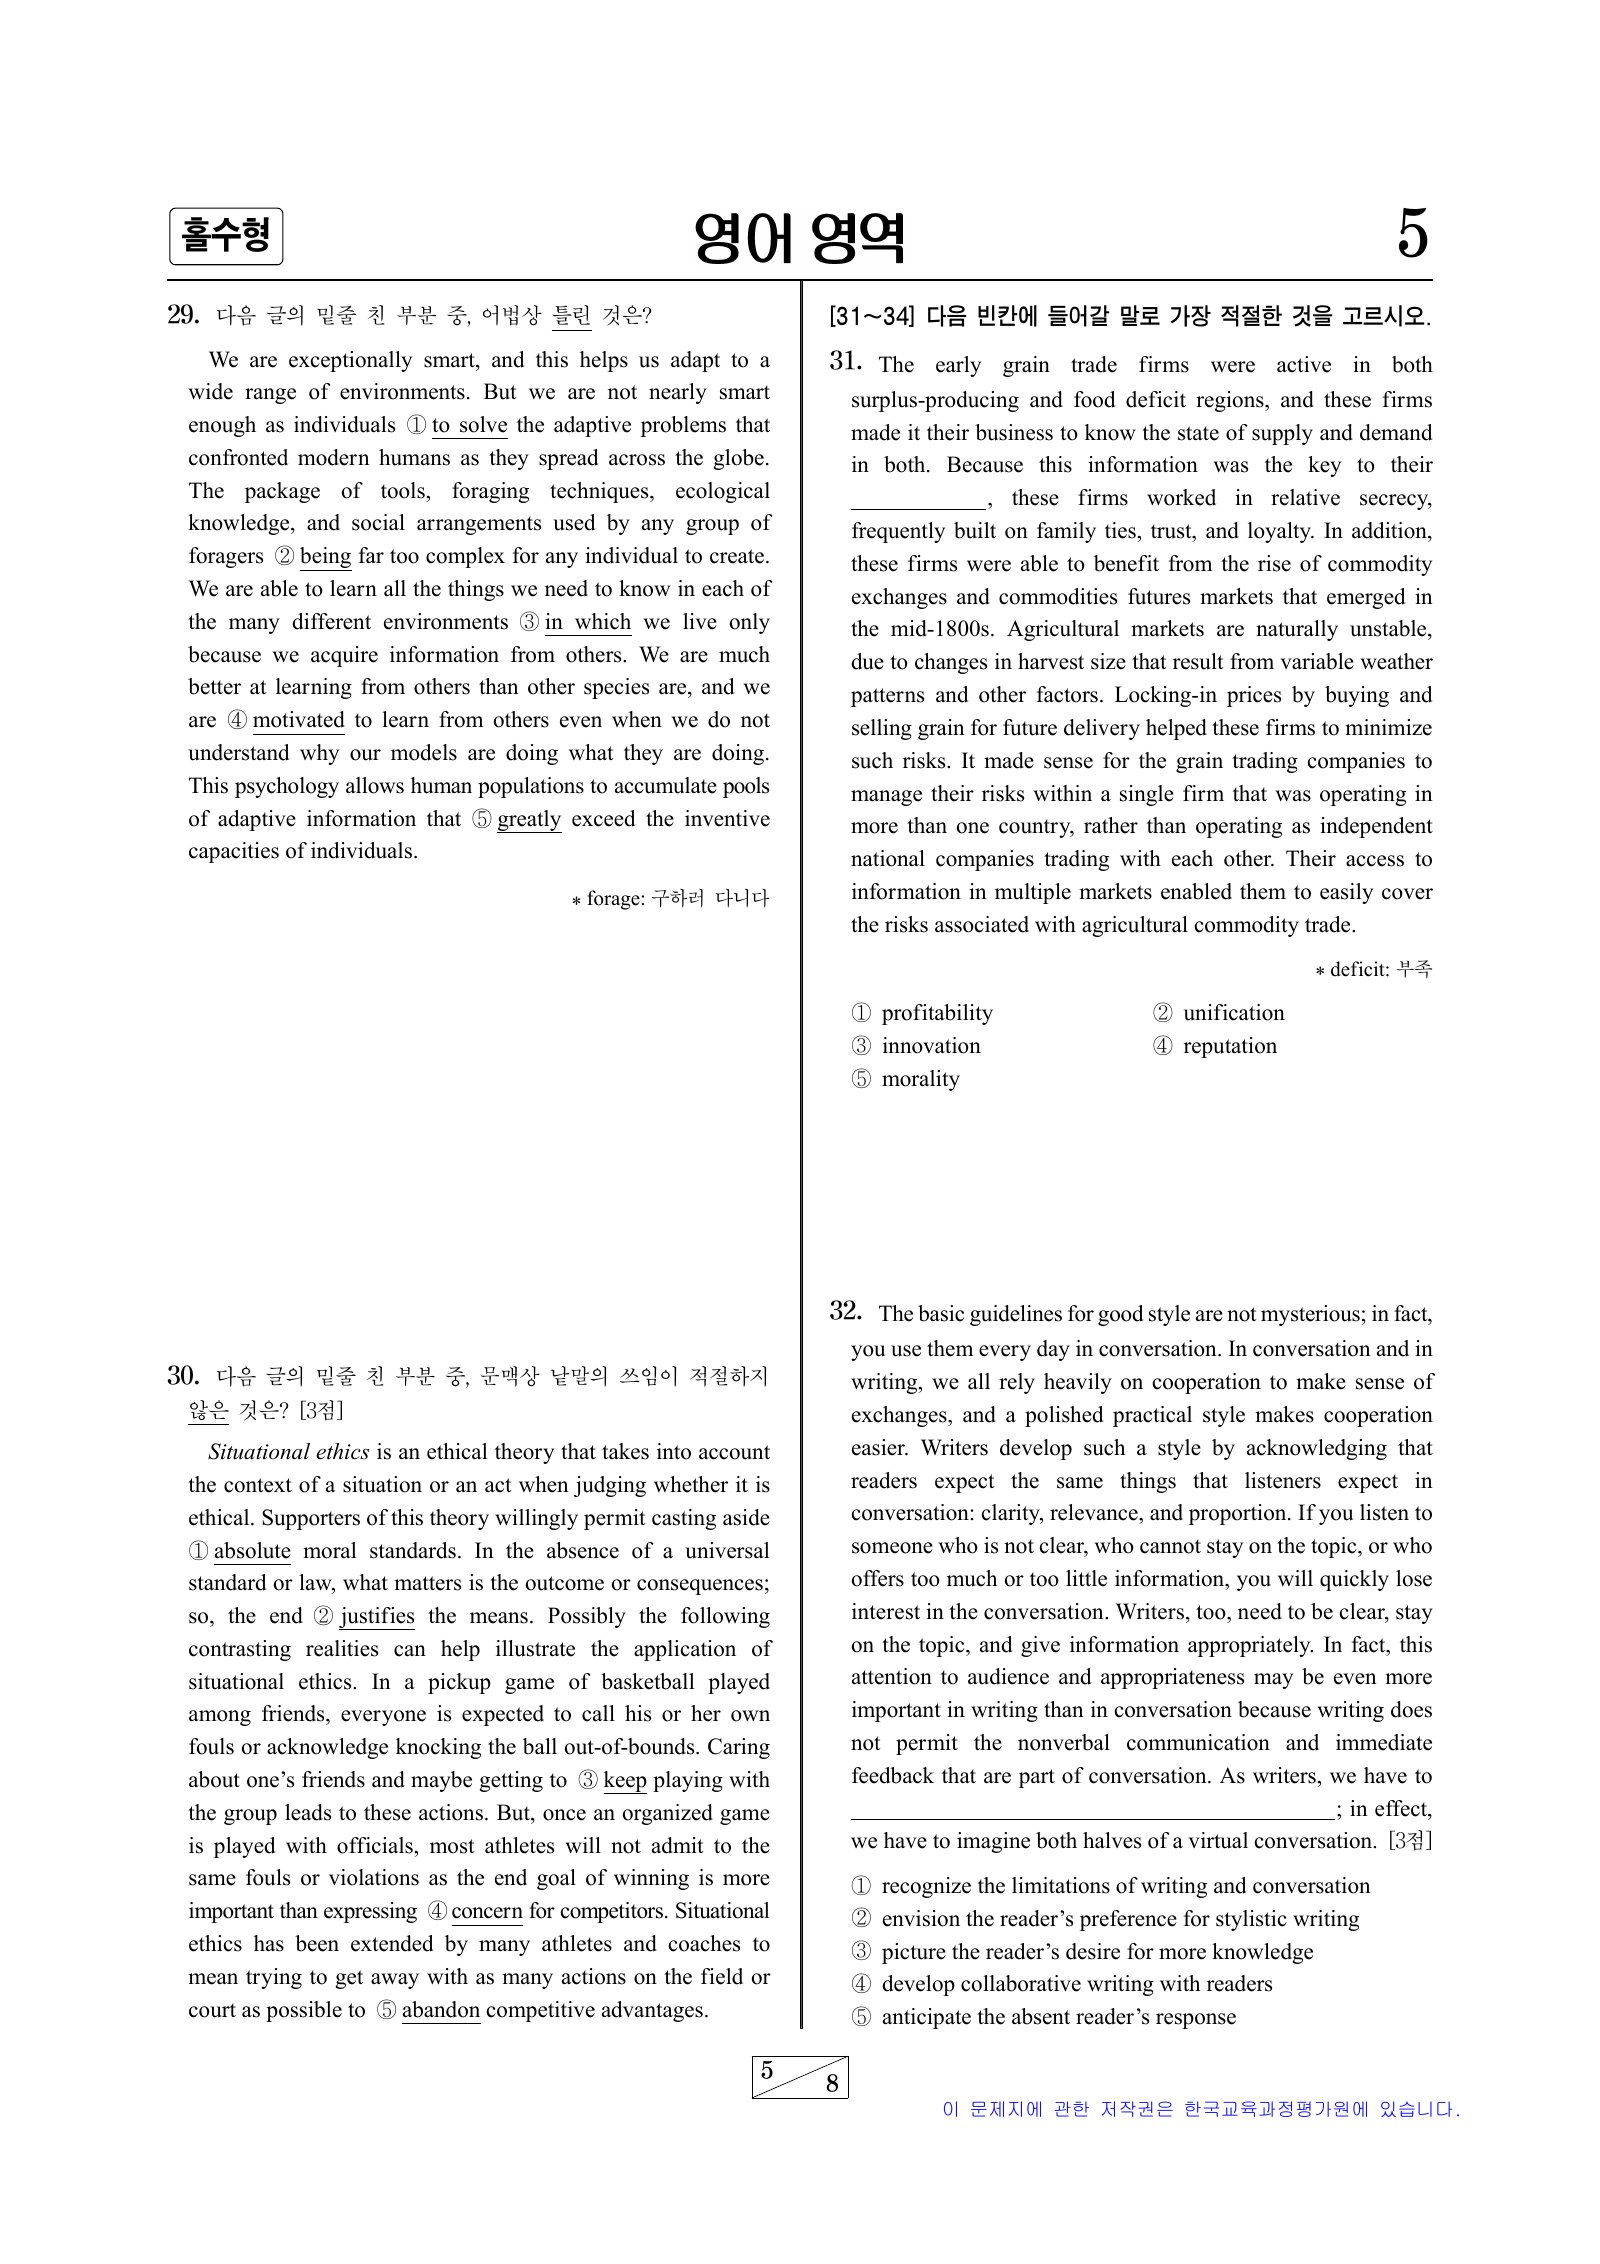 홀수형
영어 영역
5
29. 다음 글의 밑줄 친 부분 중, 어법상 틀린 것은?
We are exceptionally smart, and this helps us adapt to a
wide range of environments. But we are not nearly smart
enough as individuals ① to solve the adaptive problems that
confronted modern humans as they spread across the globe.
The package of tools, foraging techniques, ecological
knowledge, and social arrangements used by any group of
foragers ② being far too complex for any individual to create.
We are able to learn all the things we need to know in each of
the many different environments ③ in which we live only
because we acquire information from others. We are much
better at learning from others than other species are, and we
are ④ motivated to learn from others even when we do not
understand why our models are doing what they are doing.
This psychology allows human populations to accumulate pools
of adaptive information that ⑤ greatly exceed the inventive
capacities of individuals.
* forage: 구하러 다니다
30. 다음 글의 밑줄 친 부분 중, 문맥상 낱말의 쓰임이 적절하지
않은 것은? [3점]
Situational ethics is an ethical theory that takes into account
the context of a situation or an act when judging whether it is
ethical. Supporters of this theory willingly permit casting aside
① absolute moral standards. In the absence of a universal
standard or law, what matters is the outcome or consequences;
so, the end ② justifies the means. Possibly the following
contrasting realities can help illustrate the application of
situational ethics. In a pickup game of basketball played
among friends, everyone is expected to call his or her own
fouls or acknowledge knocking the ball out-of-bounds. Caring
about one's friends and maybe getting to ③ keep playing with
the group leads to these actions. But, once an organized game
is played with officials, most athletes will not admit to the
same fouls or violations as the end goal of winning is more
important than expressing ④ concern for competitors. Situational
ethics has been extended by many athletes and coaches to
mean trying to get away with as many actions on the field or
court as possible to ⑤ abandon competitive advantages.
[31～34] 다음 빈칸에 들어갈 말로 가장 적절한 것을 고르시오.
31. The early grain trade firms were active in both
surplus-producing and food deficit regions, and these firms
made it their business to know the state of supply and demand
in both. Because this information was the key to their
____________, these firms worked in relative secrecy,
frequently built on family ties, trust, and loyalty. In addition,
these firms were able to benefit from the rise of commodity
exchanges and commodities futures markets that emerged in
the mid-1800s. Agricultural markets are naturally unstable,
due to changes in harvest size that result from variable weather
patterns and other factors. Locking-in prices by buying and
selling grain for future delivery helped these firms to minimize
such risks. It made sense for the grain trading companies to
manage their risks within a single firm that was operating in
more than one country, rather than operating as independent
national companies trading with each other. Their access to
information in multiple markets enabled them to easily cover
the risks associated with agricultural commodity trade.
* deficit: 부족
① profitability ② unification
③ innovation ④ reputation
⑤ morality
32. The basic guidelines for good style are not mysterious; in fact,
you use them every day in conversation. In conversation and in
writing, we all rely heavily on cooperation to make sense of
exchanges, and a polished practical style makes cooperation
easier. Writers develop such a style by acknowledging that
readers expect the same things that listeners expect in
conversation: clarity, relevance, and proportion. If you listen to
someone who is not clear, who cannot stay on the topic, or who
offers too much or too little information, you will quickly lose
interest in the conversation. Writers, too, need to be clear, stay
on the topic, and give information appropriately. In fact, this
attention to audience and appropriateness may be even more
important in writing than in conversation because writing does
not permit the nonverbal communication and immediate
feedback that are part of conversation. As writers, we have to
____________________________________________; in effect,
we have to imagine both halves of a virtual conversation. [3점]
① recognize the limitations of writing and conversation
② envision the reader's preference for stylistic writing
③ picture the reader's desire for more knowledge
④ develop collaborative writing with readers
⑤ anticipate the absent reader's response
5
8
이 문제지에 관한 저작권은 한국교육과정평가원에 있습니다.